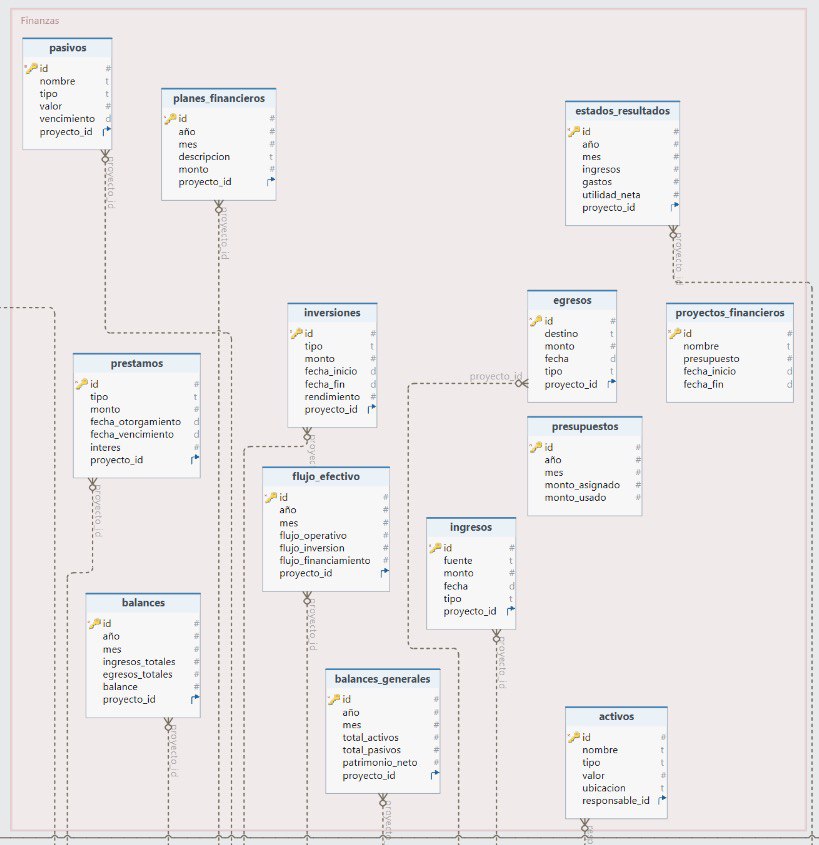 Finanzas
pasivos
id #
nombre t
tipo t
valor #
vencimiento d
proyecto_id
proyecto_id
planes_financieros
id #
año #
mes #
descripcion t
monto #
proyecto_id
proyecto_id
estados_resultados
id #
año #
mes #
ingresos #
gastos #
utilidad_neta #
proyecto_id
proyecto_id
inversiones
id #
tipo t
monto #
fecha_inicio d
fecha_fin d
rendimiento #
proyecto_id
proyec
egresos
id #
destino t
monto #
fecha d
tipo t
proyecto_id
proyecto_id
proyectos_financieros
id #
nombre t
presupuesto #
fecha_inicio d
fecha_fin d
prestamos
id #
tipo t
monto #
fecha_otorgamiento d
fecha_vencimiento d
interes #
proyecto_id
proyecto_id
presupuestos
id #
año #
mes #
monto_asignado #
monto_usado #
flujo_efectivo
id #
año #
mes #
flujo_operativo #
flujo_inversion #
flujo_financiamiento #
proyecto_id
proyecto_id
ingresos
id #
fuente t
monto #
fecha d
tipo t
proyecto_id
proyecto_id
balances
id #
año #
mes #
ingresos_totales #
egresos_totales #
balance #
proyecto_id
proyecto_id
balances_generales
id #
año #
mes #
total_activos #
total_pasivos #
patrimonio_neto #
proyecto_id
proyecto
activos
id #
nombre t
tipo t
valor #
ubicacion t
responsable_id
resp